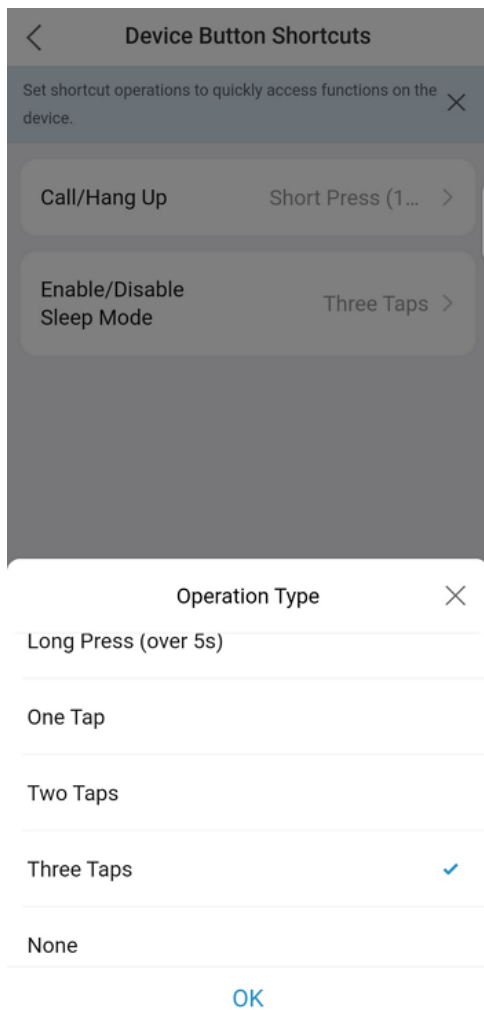 Device Button Shortcuts
Set shortcut operations to quickly access functions on the
device.
Call/Hang Up
Short Press (1...
Enable/Disable
Sleep Mode
Three Taps
Operation Type
Long Press (over 5s)
One Tap
Two Taps
Three Taps
None
OK